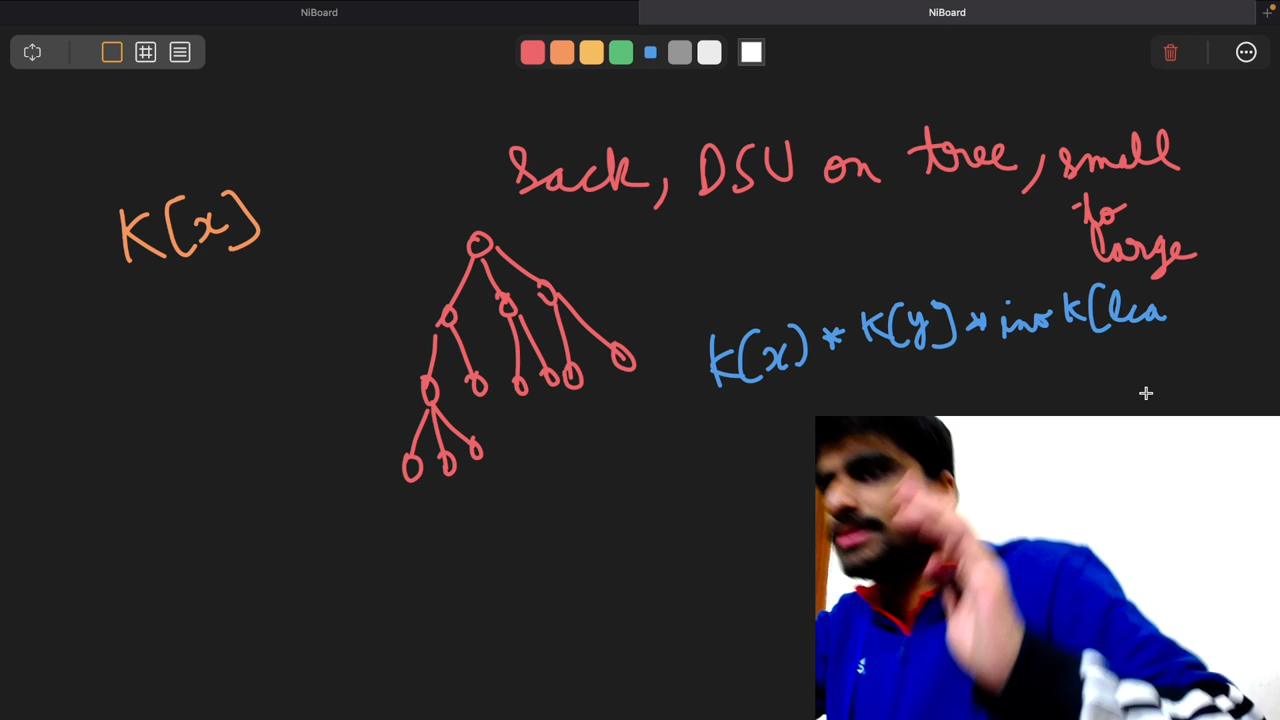 NiBoard
NiBoard
Sack, DSU on tree, small
to
large
K[x]
K[x] * K[y] * inv K[lca